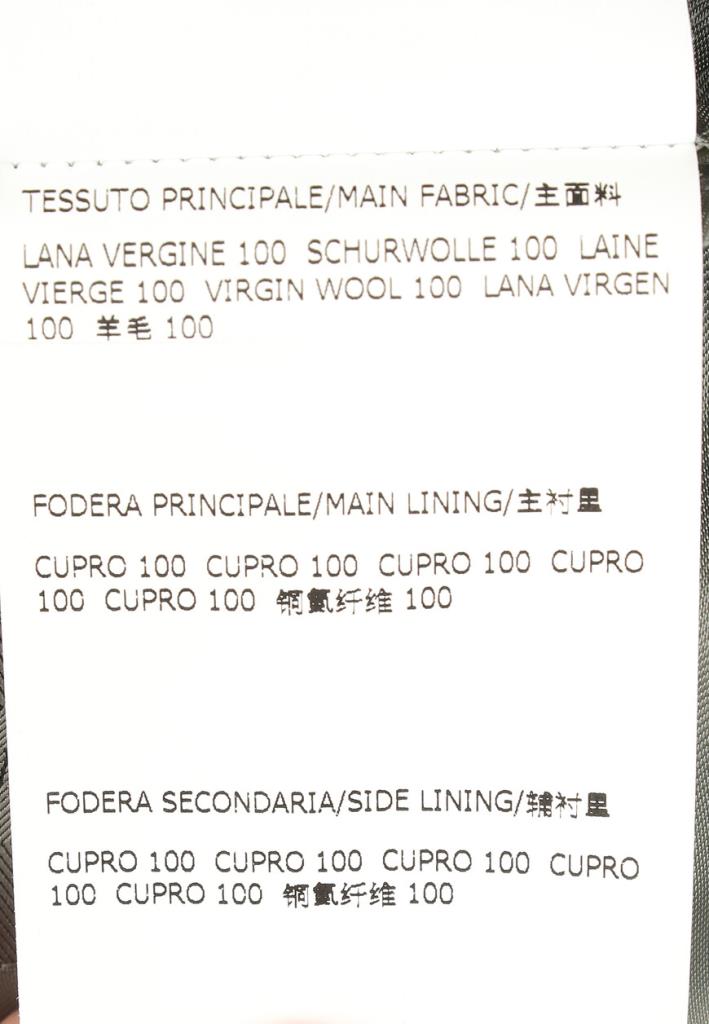 TESSUTO PRINCIPALE/MAIN FABRIC/主面料
LANA VERGINE 100 SCHURWOLLE 100 LAINE
VIERGE 100 VIRGIN WOOL 100 LANA VIRGEN
100 羊毛 100
FODERA PRINCIPALE/MAIN LINING/主衬里
CUPRO 100 CUPRO 100 CUPRO 100 CUPRO
100 CUPRO 100 铜氨纤维 100
FODERA SECONDARIA/SIDE LINING/辅衬里
CUPRO 100 CUPRO 100 CUPRO 100 CUPRO
100 CUPRO 100 铜氨纤维 100